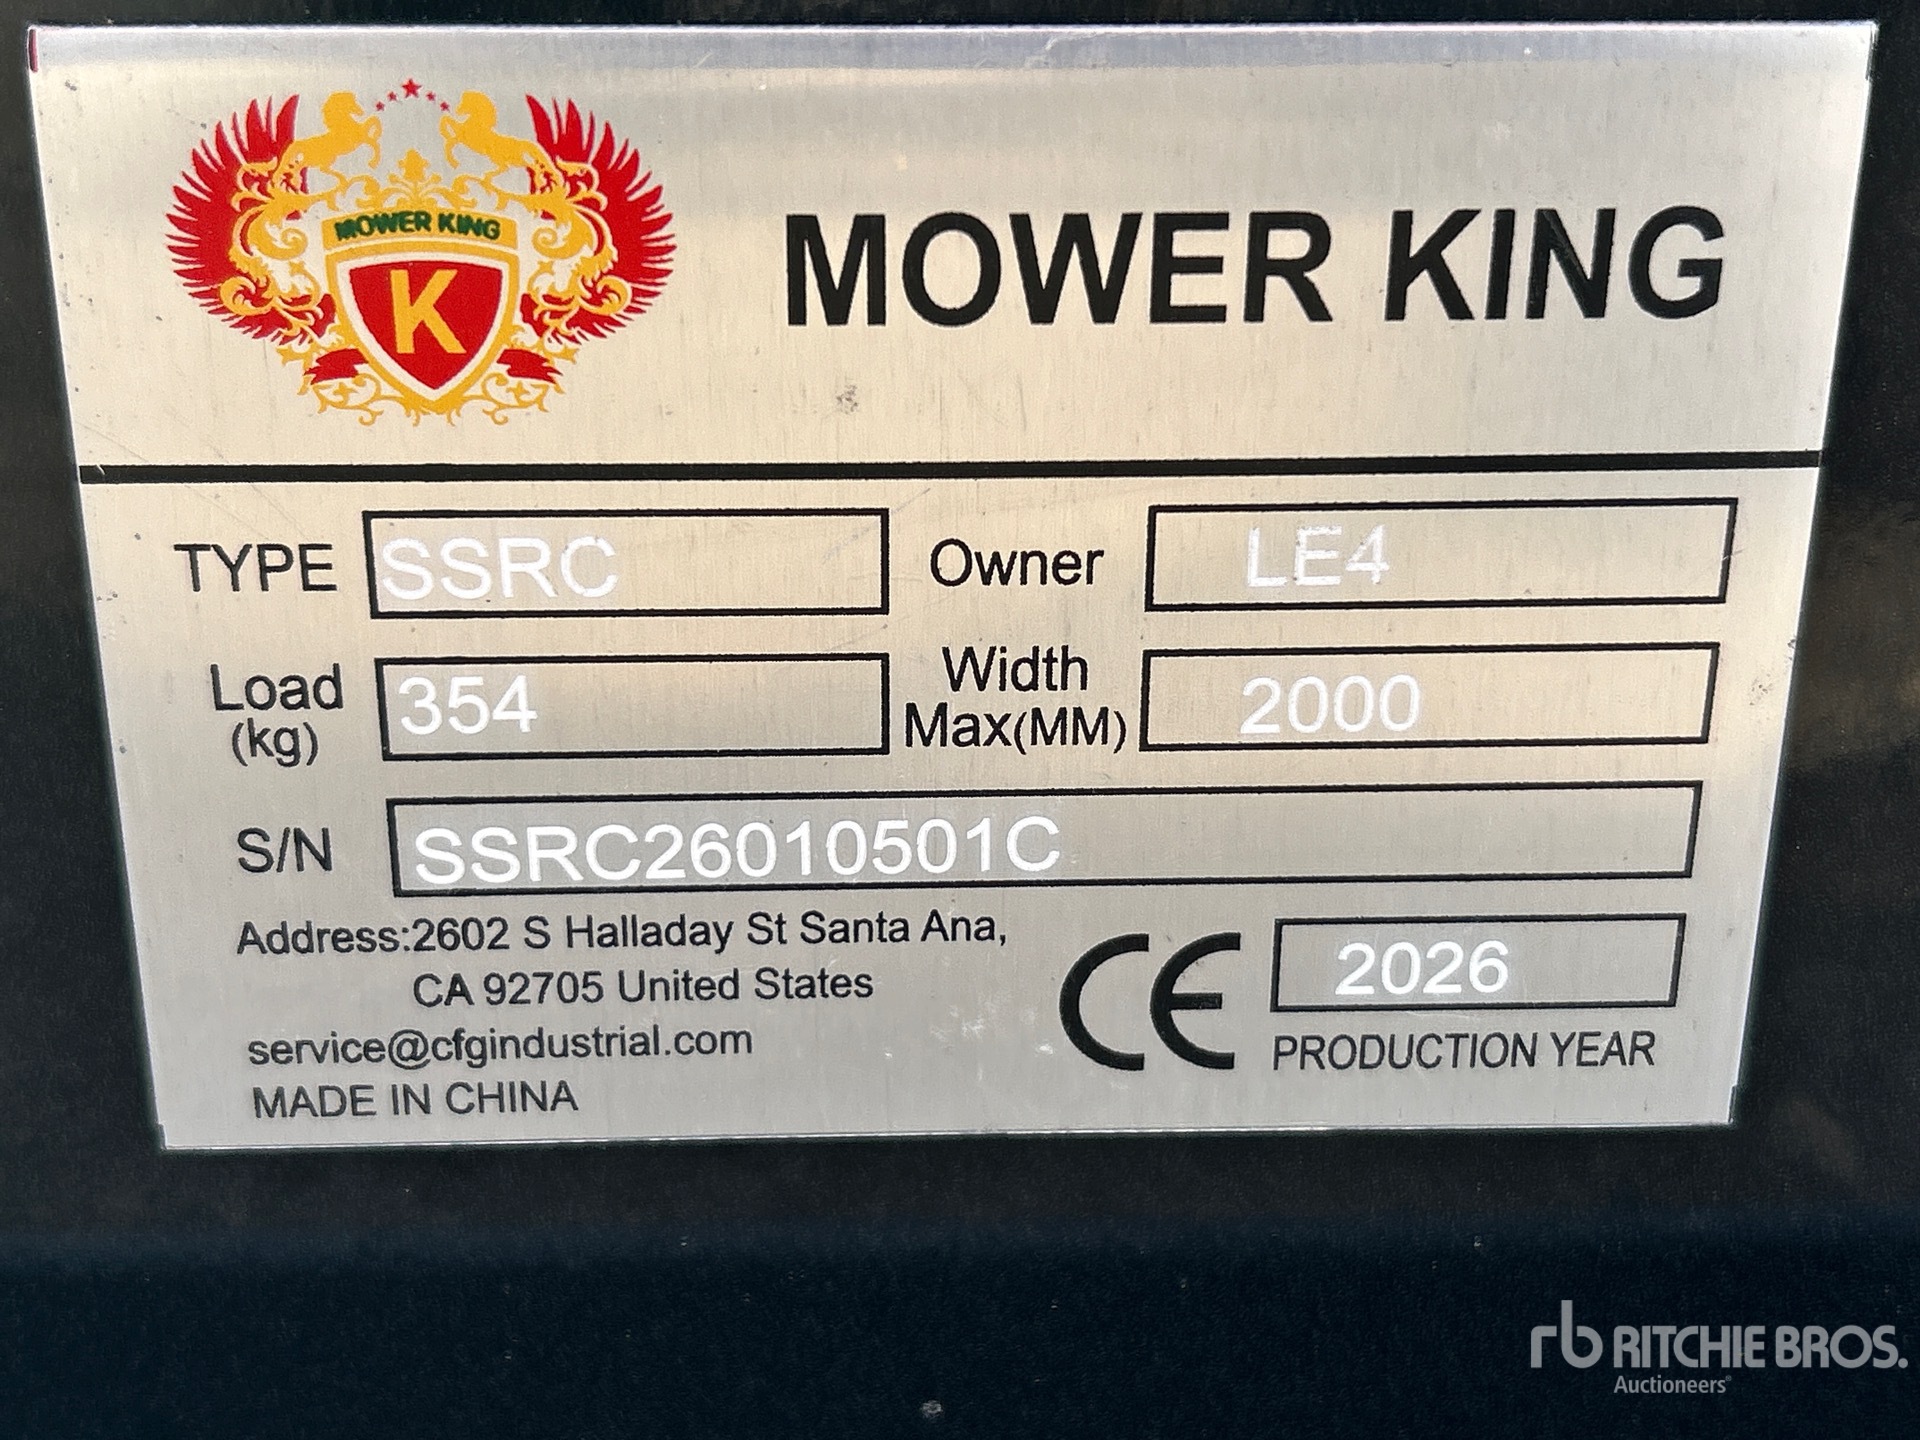 MOWER KING
K
MOWER KING
TYPE SSRC Owner LE4
Load (kg) 354 Width Max(MM) 2000
S/N SSRC26010501C
Address:2602 S Halladay St Santa Ana,
CA 92705 United States
service@cfgindustrial.com
MADE IN CHINA
CE 2026
PRODUCTION YEAR
rb RITCHIE BROS.
Auctioneers